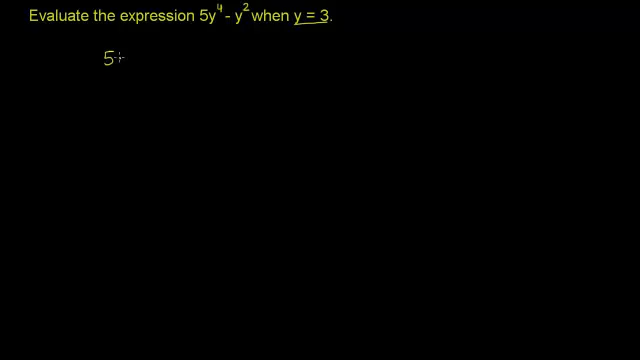 Evaluate the expression 5y⁴ - y² when y = 3.
5